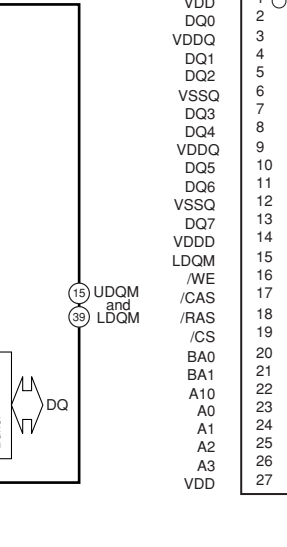 15 UDQM
and
39 LDQM
DQ
VDD 1
DQ0 2
VDDQ 3
DQ1 4
DQ2 5
VSSQ 6
DQ3 7
DQ4 8
VDDQ 9
DQ5 10
DQ6 11
VSSQ 12
DQ7 13
VDDD 14
LDQM 15
/WE 16
/CAS 17
/RAS 18
/CS 19
BA0 20
BA1 21
A10 22
A0 23
A1 24
A2 25
A3 26
VDD 27